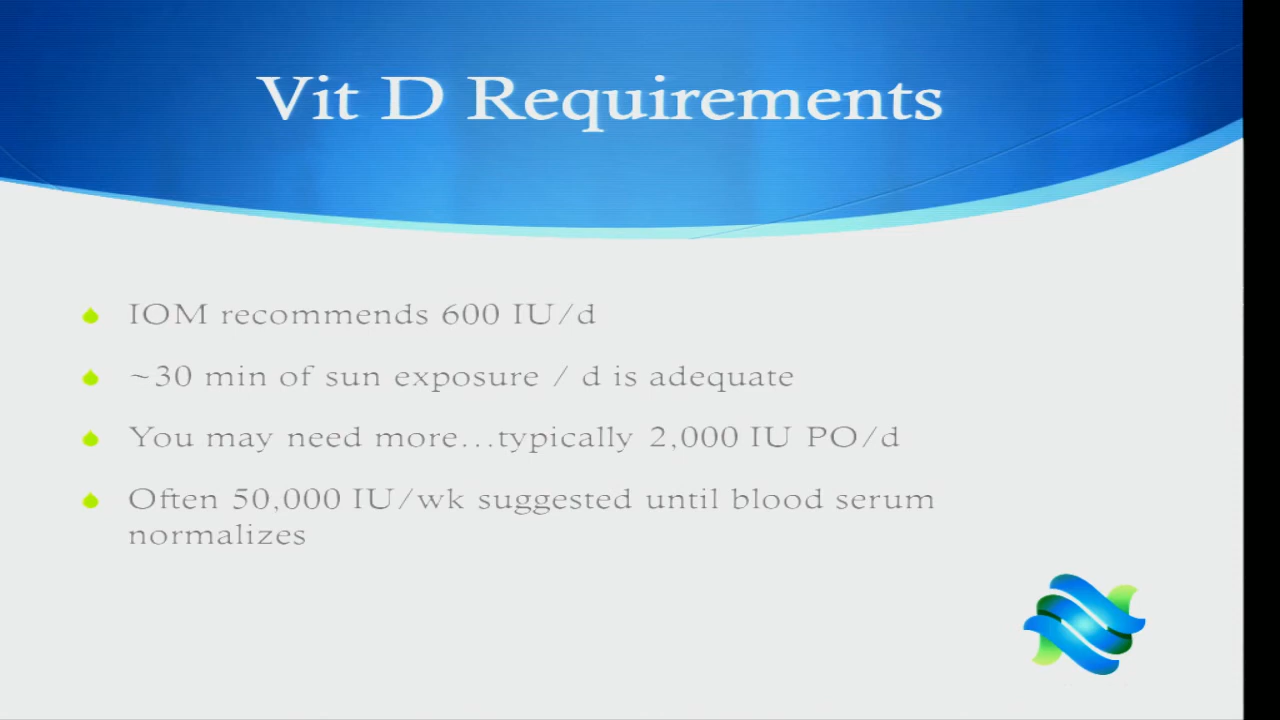 Vit D Requirements
IOM recommends 600 IU/d
~30 min of sun exposure / d is adequate
You may need more...typically 2,000 IU PO/d
Often 50,000 IU/wk suggested until blood serum
normalizes